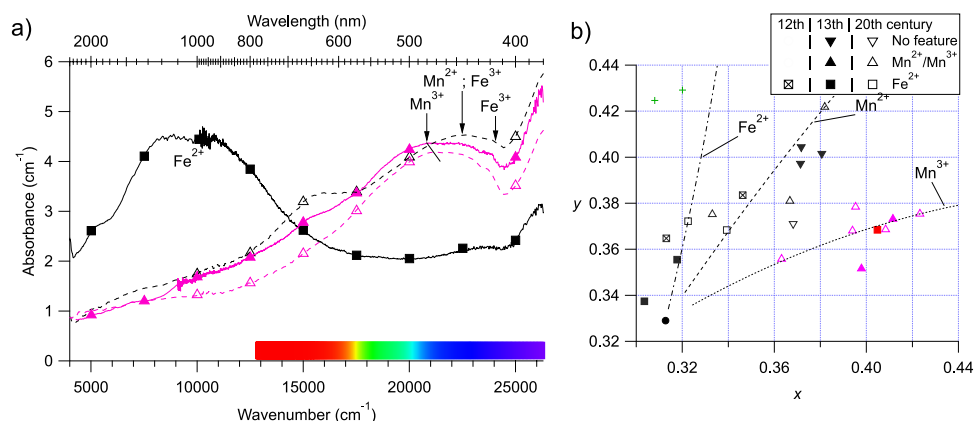 a)
Wavelength (nm)
2000 1000 800 600 480 400
6
5
4
3
2
1
0
Absorbance (cm⁻¹)
Fe²⁺
Mn³⁺
Mn²⁺ ; Fe³⁺
Fe³⁺
5000 10000 15000 20000 25000
Wavenumber (cm⁻¹)
b)
12th 13th 20th century
No feature
Mn²⁺/Mn³⁺
Fe²⁺
0.44
0.42
0.40
0.38
0.36
0.34
0.32
y
Fe²⁺
Mn²⁺
Mn³⁺
0.32 0.36 0.40 0.44
x